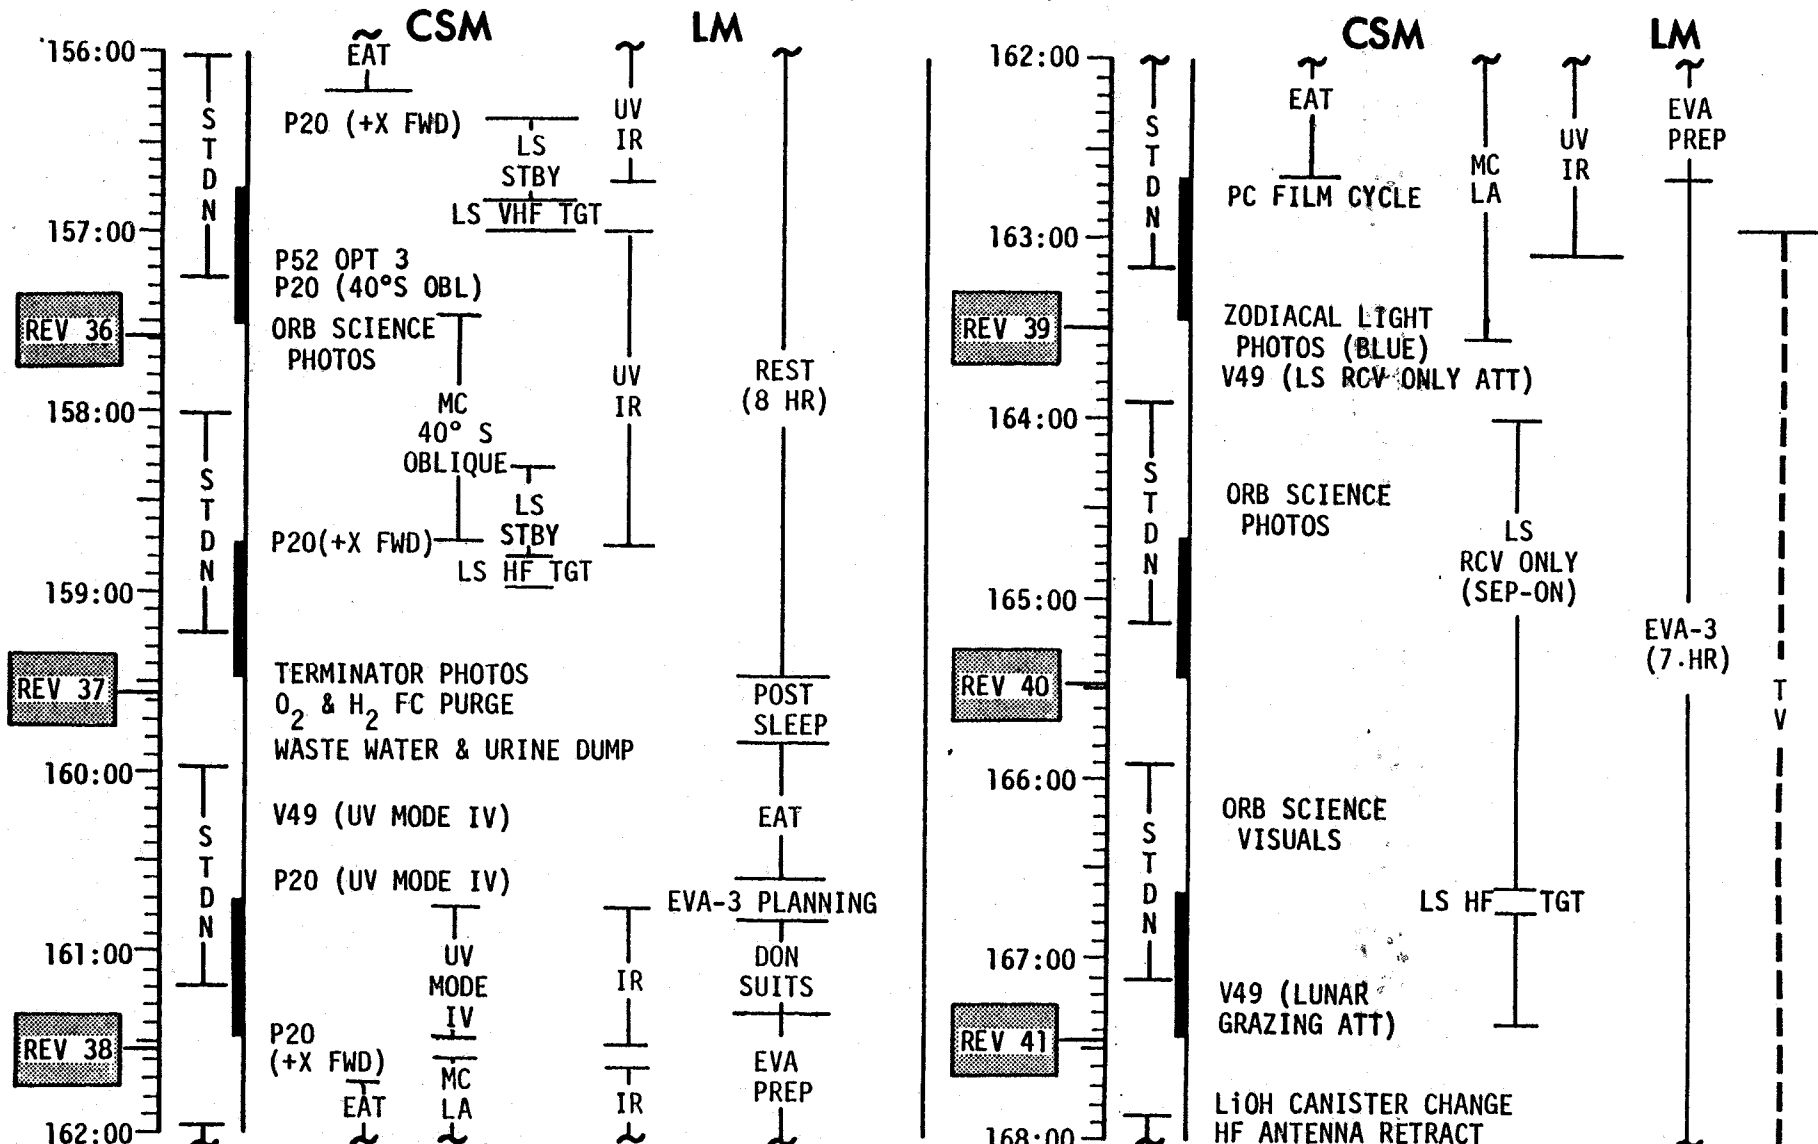 CSM LM
156:00
EAT
S
T
D
N
P20 (+X FWD)
LS
STBY
UV
IR
LS VHF TGT
157:00
P52 OPT 3
P20 (40°S OBL)
REV 36
ORB SCIENCE
PHOTOS
UV
IR
REST
(8 HR)
MC
40° S
OBLIQUE
158:00
S
T
D
N
LS
STBY
P20(+X FWD)
LS HF TGT
159:00
REV 37
TERMINATOR PHOTOS
O2 & H2 FC PURGE
WASTE WATER & URINE DUMP
POST
SLEEP
160:00
S
T
D
N
V49 (UV MODE IV)
EAT
P20 (UV MODE IV)
EVA-3 PLANNING
161:00
UV
MODE
IV
IR
DON
SUITS
REV 38
P20
(+X FWD)
EAT
MC
LA
IR
EVA
PREP
162:00
CSM LM
162:00
S
T
D
N
EAT
MC
LA
UV
IR
EVA
PREP
PC FILM CYCLE
163:00
REV 39
ZODIACAL LIGHT
PHOTOS (BLUE)
V49 (LS RCV ONLY ATT)
164:00
S
T
D
N
ORB SCIENCE
PHOTOS
LS
RCV ONLY
(SEP-ON)
165:00
EVA-3
(7 HR)
T
V
REV 40
166:00
S
T
D
N
ORB SCIENCE
VISUALS
LS HF TGT
167:00
V49 (LUNAR
GRAZING ATT)
REV 41
LiOH CANISTER CHANGE
HF ANTENNA RETRACT
168:00